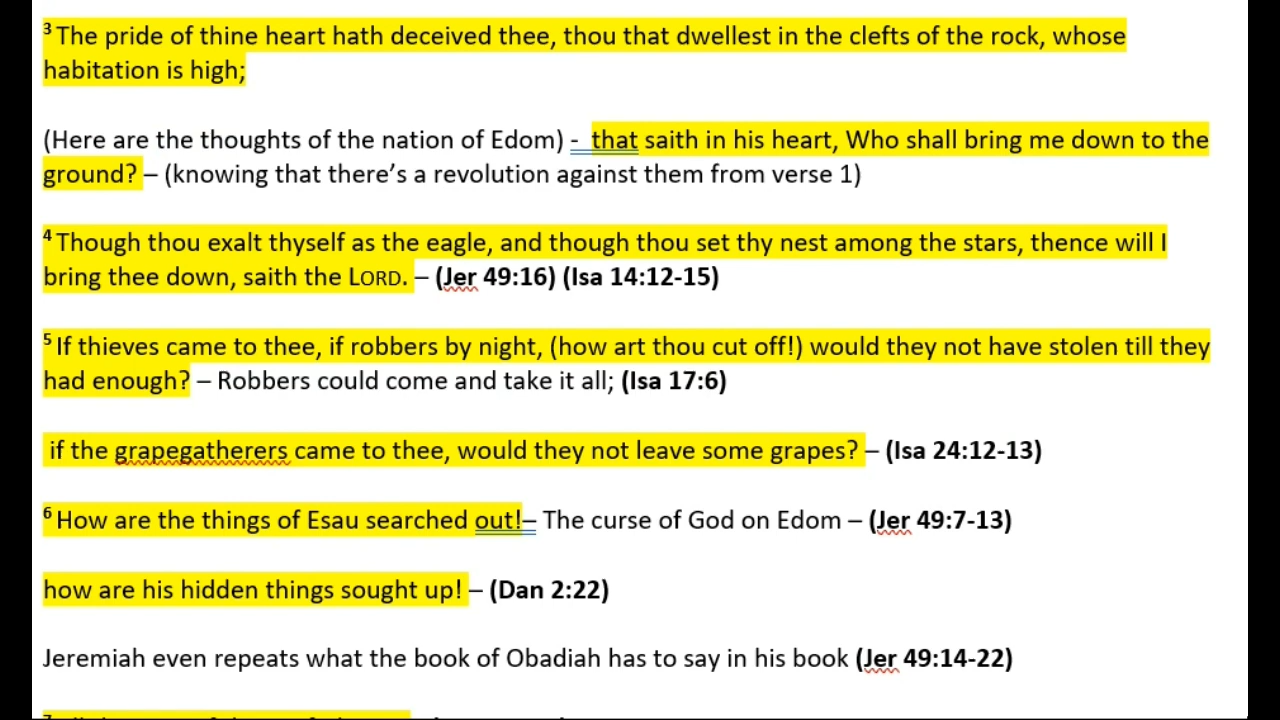 ³ The pride of thine heart hath deceived thee, thou that dwellest in the clefts of the rock, whose
habitation is high;
(Here are the thoughts of the nation of Edom) - that saith in his heart, Who shall bring me down to the
ground? – (knowing that there’s a revolution against them from verse 1)
⁴ Though thou exalt thyself as the eagle, and though thou set thy nest among the stars, thence will I
bring thee down, saith the LORD. – (Jer 49:16) (Isa 14:12-15)
⁵ If thieves came to thee, if robbers by night, (how art thou cut off!) would they not have stolen till they
had enough? – Robbers could come and take it all; (Isa 17:6)
if the grapegatherers came to thee, would they not leave some grapes? – (Isa 24:12-13)
⁶ How are the things of Esau searched out!– The curse of God on Edom – (Jer 49:7-13)
how are his hidden things sought up! – (Dan 2:22)
Jeremiah even repeats what the book of Obadiah has to say in his book (Jer 49:14-22)